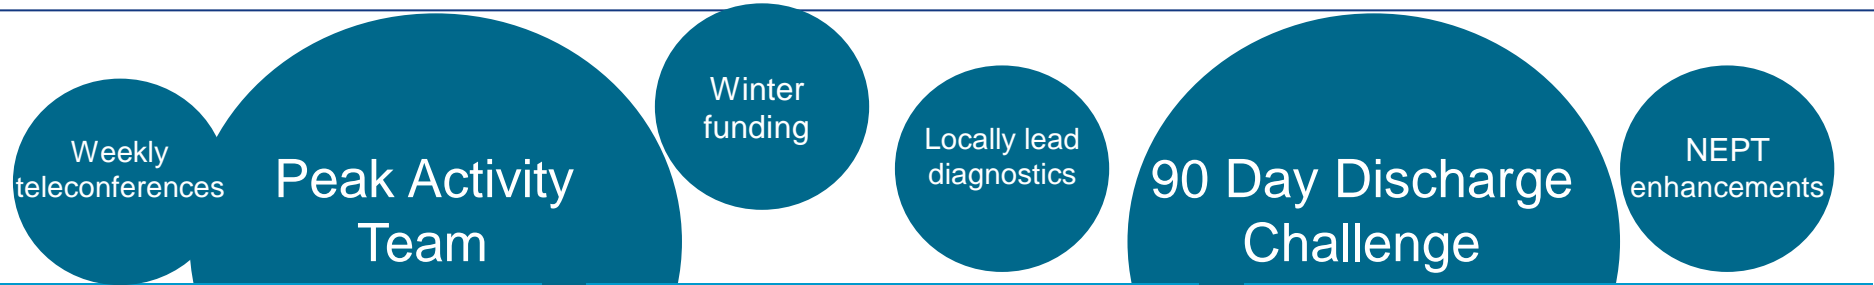 Weekly
teleconferences
Peak Activity
Team
Winter
funding
Locally lead
diagnostics
90 Day Discharge
Challenge
NEPT
enhancements